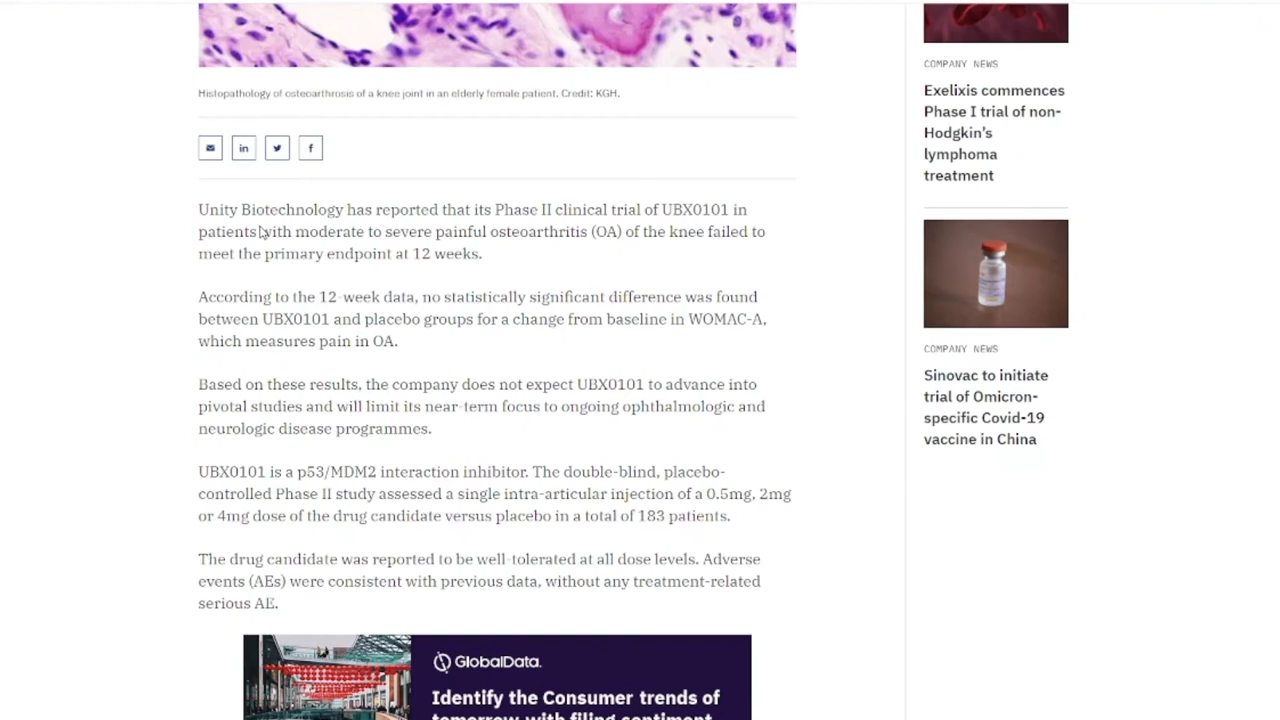 Histopathology of osteoarthrosis of a knee joint in an elderly female patient. Credit: KGH.
in
f
Unity Biotechnology has reported that its Phase II clinical trial of UBX0101 in
patients with moderate to severe painful osteoarthritis (OA) of the knee failed to
meet the primary endpoint at 12 weeks.
According to the 12-week data, no statistically significant difference was found
between UBX0101 and placebo groups for a change from baseline in WOMAC-A,
which measures pain in OA.
Based on these results, the company does not expect UBX0101 to advance into
pivotal studies and will limit its near-term focus to ongoing ophthalmologic and
neurologic disease programmes.
UBX0101 is a p53/MDM2 interaction inhibitor. The double-blind, placebo-
controlled Phase II study assessed a single intra-articular injection of a 0.5mg, 2mg
or 4mg dose of the drug candidate versus placebo in a total of 183 patients.
The drug candidate was reported to be well-tolerated at all dose levels. Adverse
events (AEs) were consistent with previous data, without any treatment-related
serious AE.
GlobalData.
Identify the Consumer trends of
tomorrow with filing sentiment
COMPANY NEWS
Exelixis commences
Phase I trial of non-
Hodgkin's
lymphoma
treatment
COMPANY NEWS
Sinovac to initiate
trial of Omicron-
specific Covid-19
vaccine in China